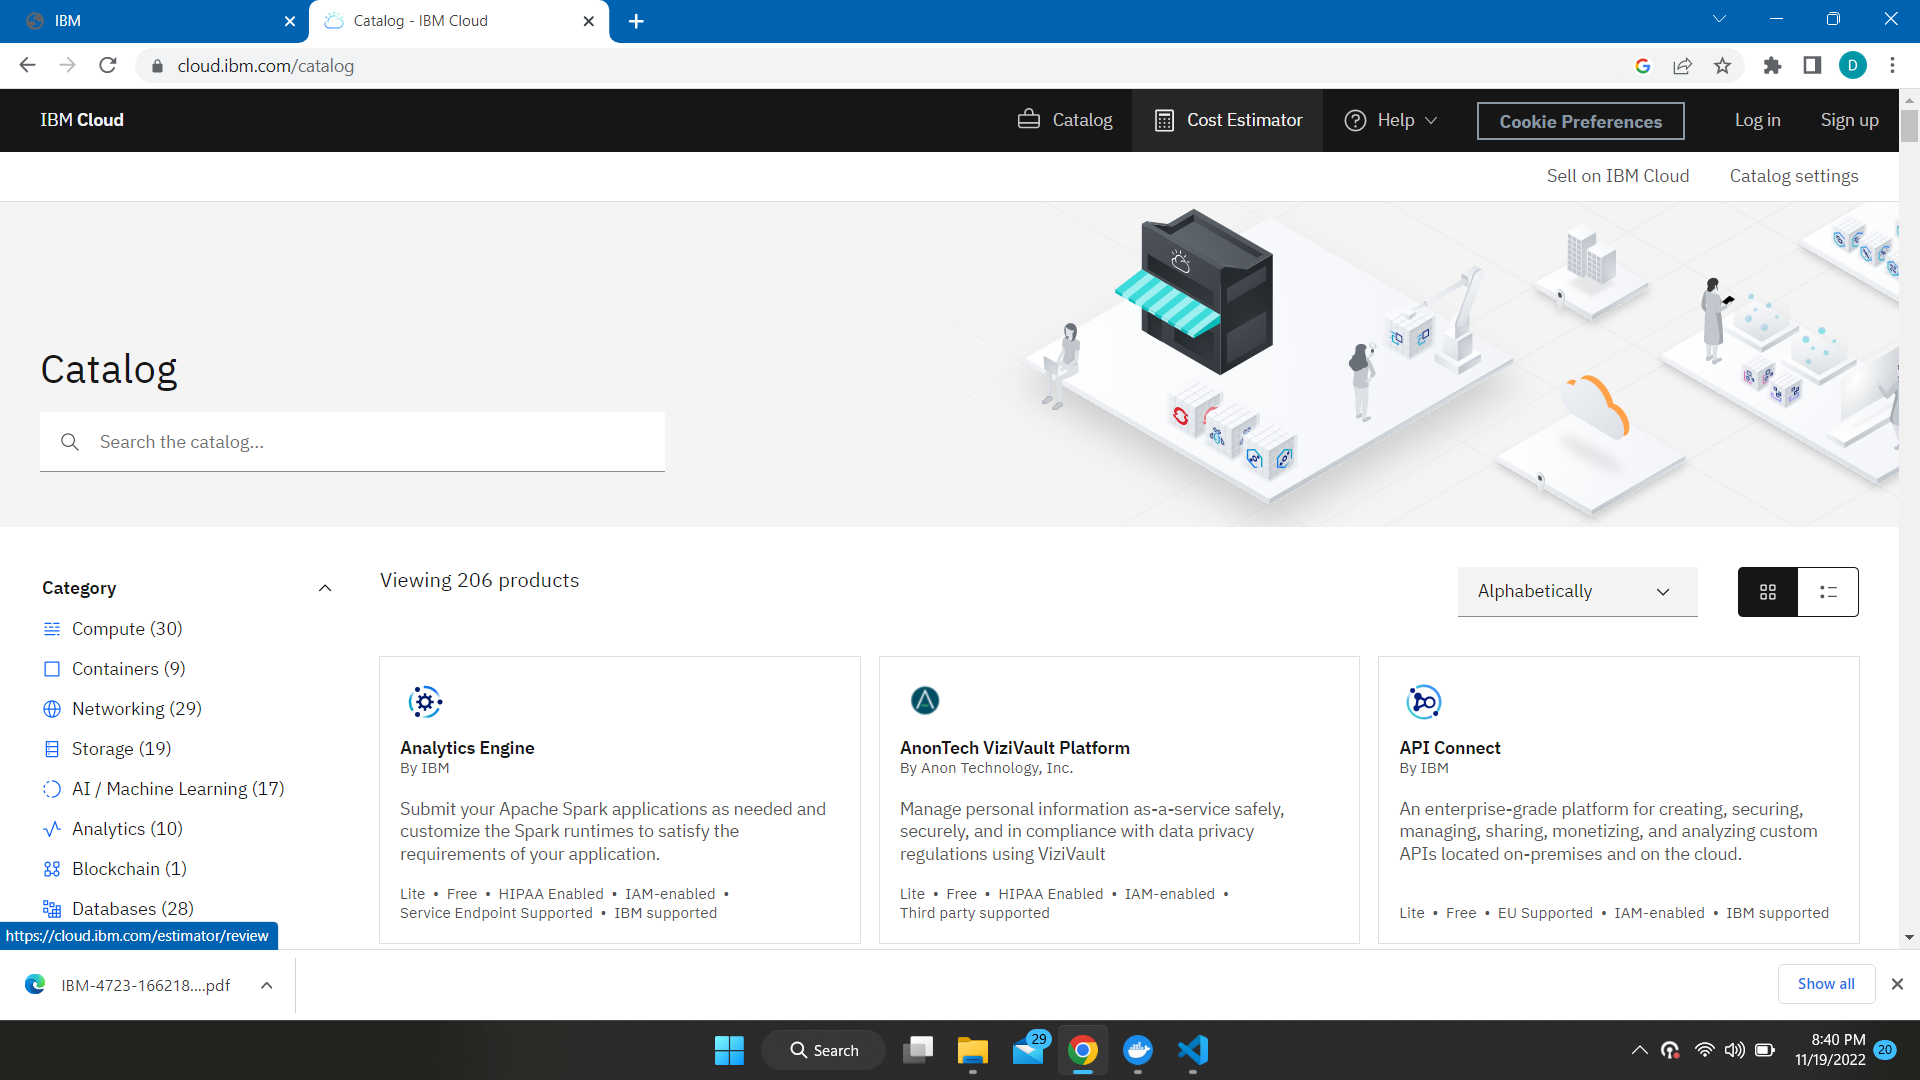 IBM
Catalog - IBM Cloud
cloud.ibm.com/catalog
D
IBM Cloud
Catalog
Cost Estimator
Help
Cookie Preferences
Log in
Sign up
Sell on IBM Cloud
Catalog settings
Catalog
Search the catalog...
Category
Compute (30)
Containers (9)
Networking (29)
Storage (19)
AI / Machine Learning (17)
Analytics (10)
Blockchain (1)
Databases (28)
Viewing 206 products
Alphabetically
Analytics Engine
By IBM
Submit your Apache Spark applications as needed and
customize the Spark runtimes to satisfy the
requirements of your application.
Lite • Free • HIPAA Enabled • IAM-enabled •
Service Endpoint Supported • IBM supported
AnonTech ViziVault Platform
By Anon Technology, Inc.
Manage personal information as-a-service safely,
securely, and in compliance with data privacy
regulations using ViziVault
Lite • Free • HIPAA Enabled • IAM-enabled •
Third party supported
API Connect
By IBM
An enterprise-grade platform for creating, securing,
managing, sharing, monetizing, and analyzing custom
APIs located on-premises and on the cloud.
Lite • Free • EU Supported • IAM-enabled • IBM supported
https://cloud.ibm.com/estimator/review
IBM-4723-166218....pdf
Show all
Search
29
8:40 PM
11/19/2022
20